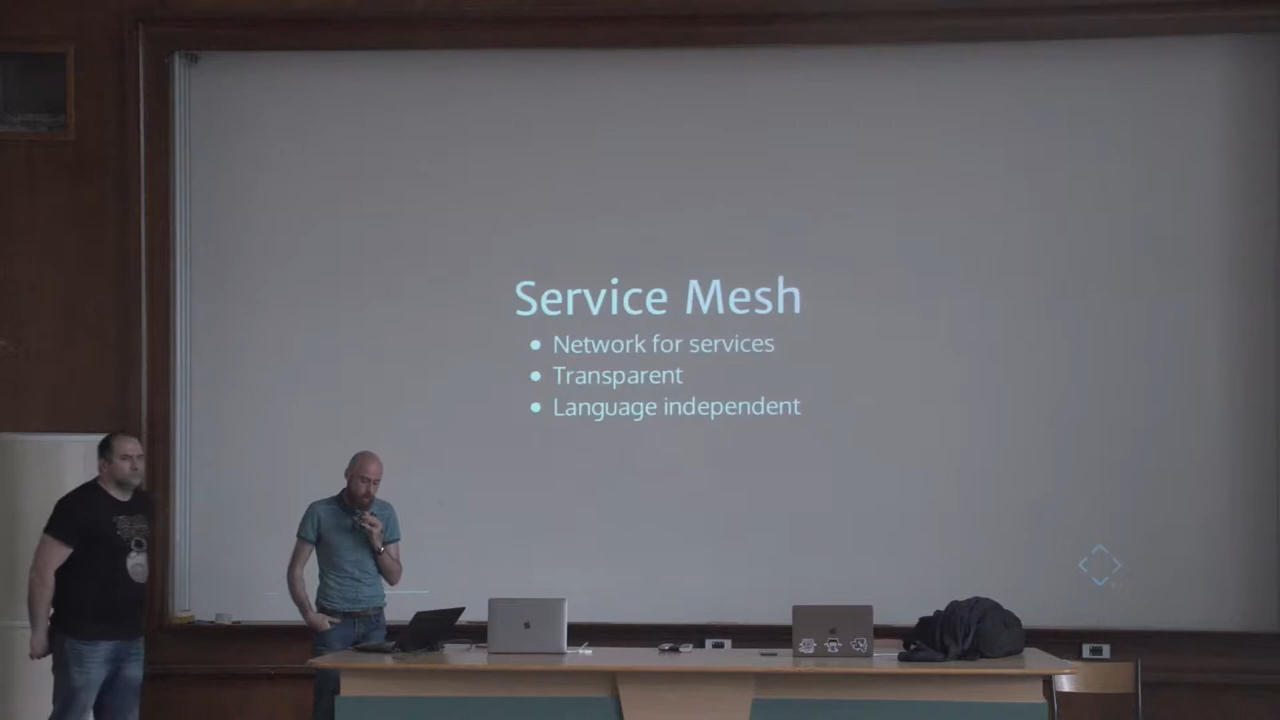 Service Mesh
Network for services
Transparent
Language independent